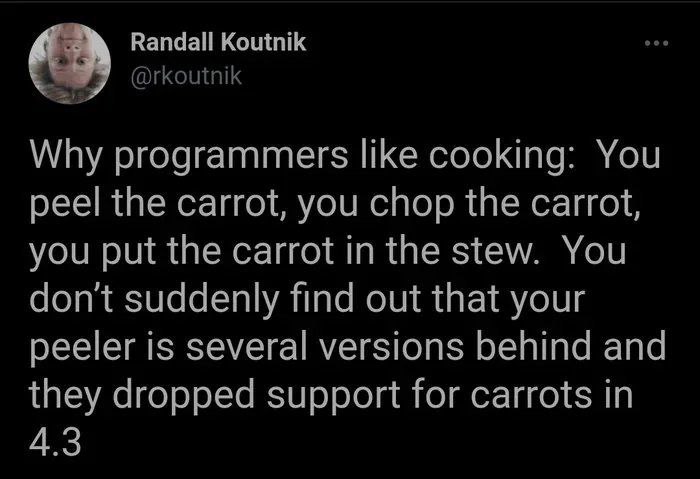 Randall Koutnik
@rkoutnik
Why programmers like cooking:  You
peel the carrot, you chop the carrot,
you put the carrot in the stew.  You
don’t suddenly find out that your
peeler is several versions behind and
they dropped support for carrots in
4.3